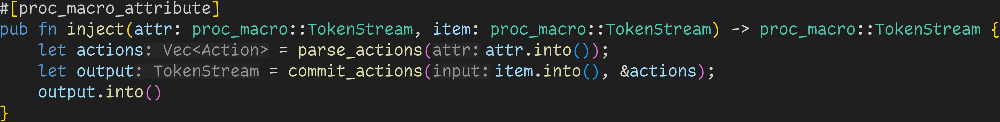 #[proc_macro_attribute]
pub fn inject(attr: proc_macro::TokenStream, item: proc_macro::TokenStream) -> proc_macro::TokenStream {
    let actions: Vec<Action> = parse_actions(attr: attr.into());
    let output: TokenStream = commit_actions(input: item.into(), &actions);
    output.into()
}